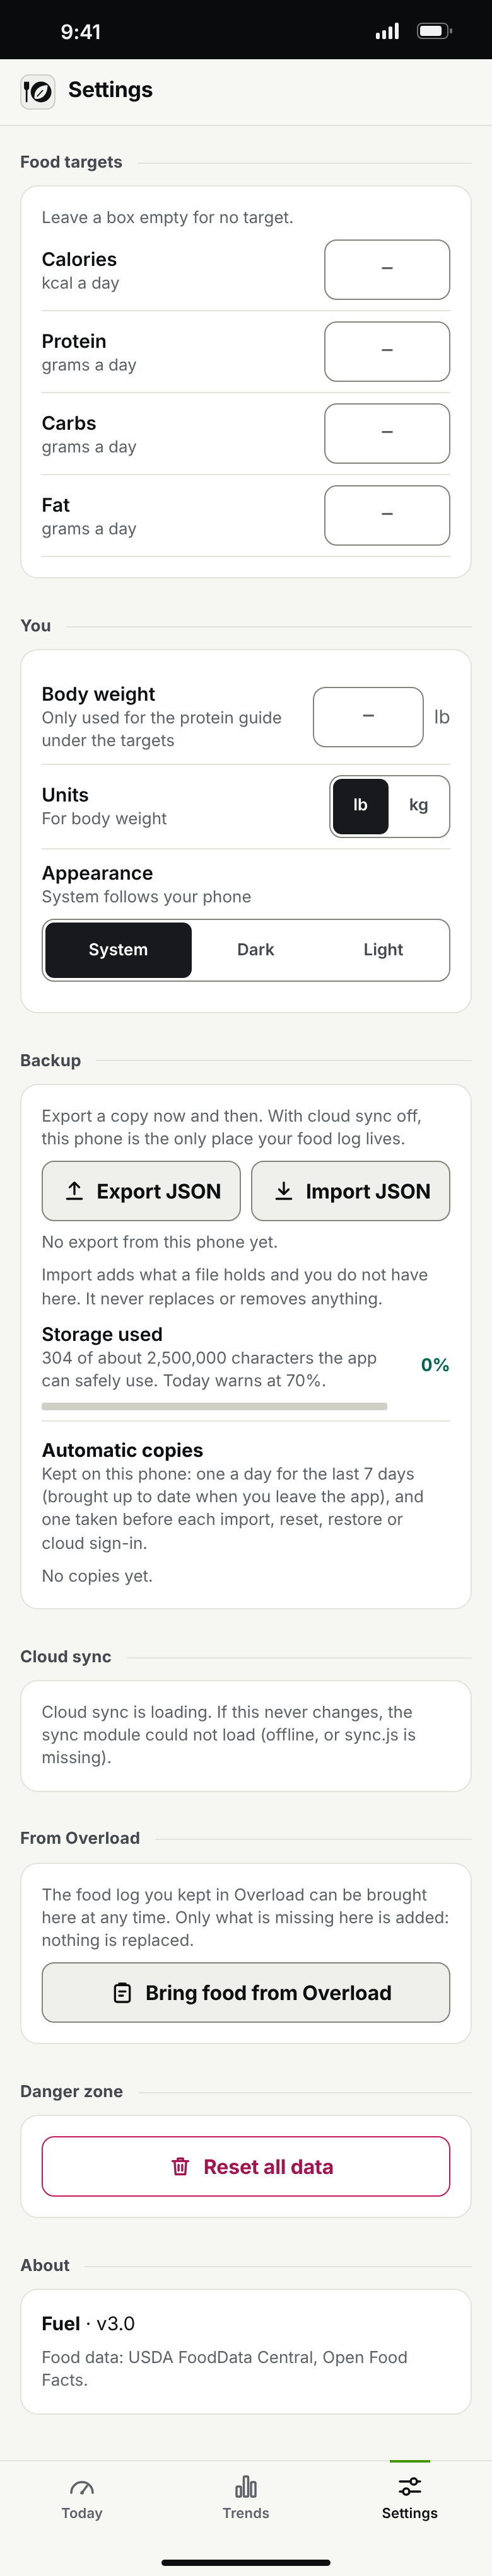 9:41
Settings
Food targets
Leave a box empty for no target.
Calories
kcal a day
–
Protein
grams a day
–
Carbs
grams a day
–
Fat
grams a day
–
You
Body weight
Only used for the protein guide
under the targets
–
lb
Units
For body weight
lb
kg
Appearance
System follows your phone
System
Dark
Light
Backup
Export a copy now and then. With cloud sync off,
this phone is the only place your food log lives.
Export JSON
Import JSON
No export from this phone yet.
Import adds what a file holds and you do not have
here. It never replaces or removes anything.
Storage used
304 of about 2,500,000 characters the app
can safely use. Today warns at 70%.
0%
Automatic copies
Kept on this phone: one a day for the last 7 days
(brought up to date when you leave the app), and
one taken before each import, reset, restore or
cloud sign-in.
No copies yet.
Cloud sync
Cloud sync is loading. If this never changes, the
sync module could not load (offline, or sync.js is
missing).
From Overload
The food log you kept in Overload can be brought
here at any time. Only what is missing here is added:
nothing is replaced.
Bring food from Overload
Danger zone
Reset all data
About
Fuel · v3.0
Food data: USDA FoodData Central, Open Food
Facts.
Today
Trends
Settings